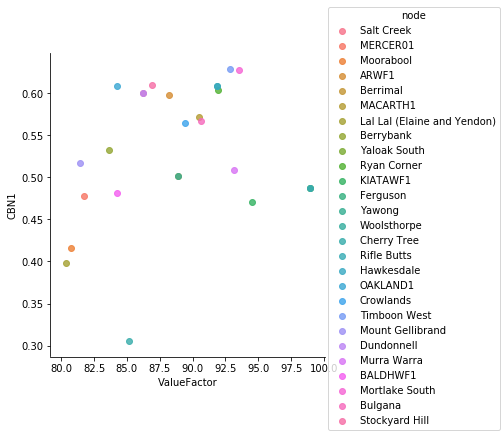 node
Salt Creek
MERCER01
Moorabool
ARWF1
Berrimal
MACARTH1
Lal Lal (Elaine and Yendon)
Berrybank
Yaloak South
Ryan Corner
KIATAWF1
Ferguson
Yawong
Woolsthorpe
Cherry Tree
Rifle Butts
Hawkesdale
OAKLAND1
Crowlands
Timboon West
Mount Gellibrand
Dundonnell
Murra Warra
BALDHWF1
Mortlake South
Bulgana
Stockyard Hill
0.60
0.55
0.50
0.45
0.40
0.35
0.30
CBN1
80.0 82.5 85.0 87.5 90.0 92.5 95.0 97.5 100.0
ValueFactor